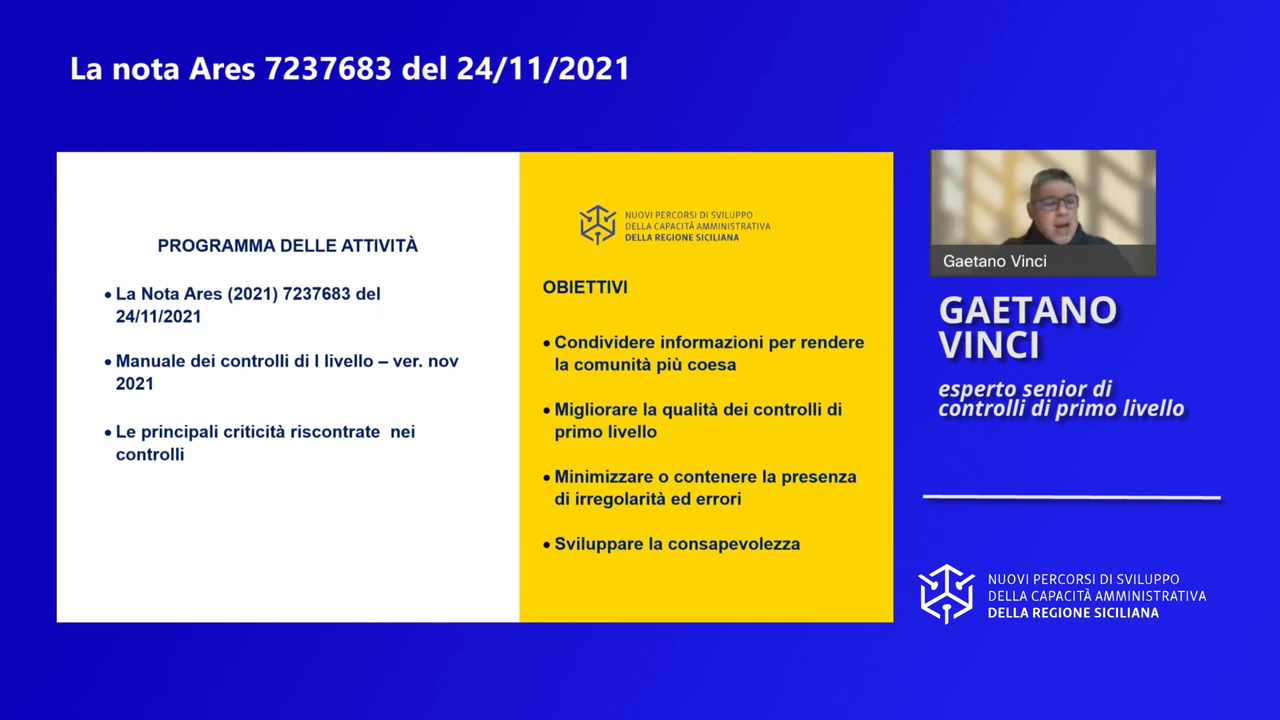 La nota Ares 7237683 del 24/11/2021
PROGRAMMA DELLE ATTIVITÀ
• La Nota Ares (2021) 7237683 del
24/11/2021
• Manuale dei controlli di I livello – ver. nov
2021
• Le principali criticità riscontrate nei
controlli
NUOVI PERCORSI DI SVILUPPO
DELLA CAPACITÀ AMMINISTRATIVA
DELLA REGIONE SICILIANA
OBIETTIVI
• Condividere informazioni per rendere
la comunità più coesa
• Migliorare la qualità dei controlli di
primo livello
• Minimizzare o contenere la presenza
di irregolarità ed errori
• Sviluppare la consapevolezza
Gaetano Vinci
GAETANO
VINCI
esperto senior di
controlli di primo livello
NUOVI PERCORSI DI SVILUPPO
DELLA CAPACITÀ AMMINISTRATIVA
DELLA REGIONE SICILIANA